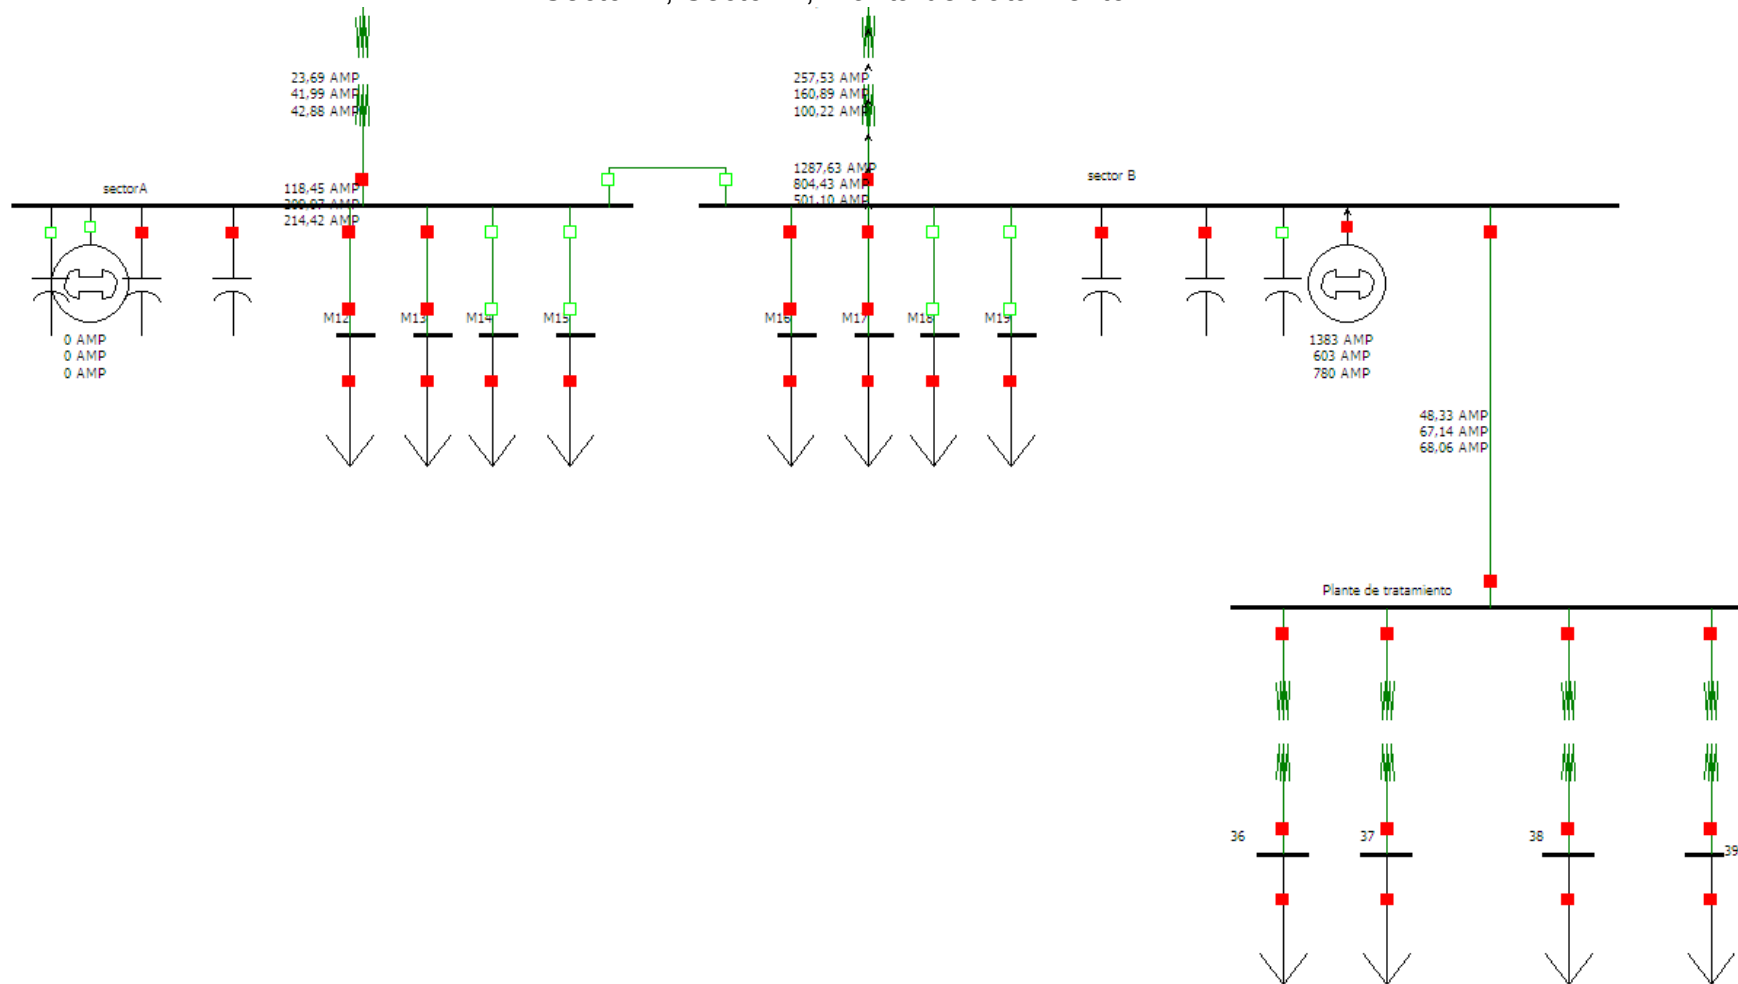 23,69 AMP
41,99 AMP
42,88 AMP
257,53 AMP
160,89 AMP
100,22 AMP
sectorA
118,45 AMP
AMP
214,42 AMP
1287,63 AMP
804,43 AMP
501,10 AMP
sector B
M12
M13
M14
M15
M16
M17
M18
M19
0 AMP
0 AMP
0 AMP
1383 AMP
603 AMP
780 AMP
48,33 AMP
67,14 AMP
68,06 AMP
Plante de tratamiento
36
37
38
39